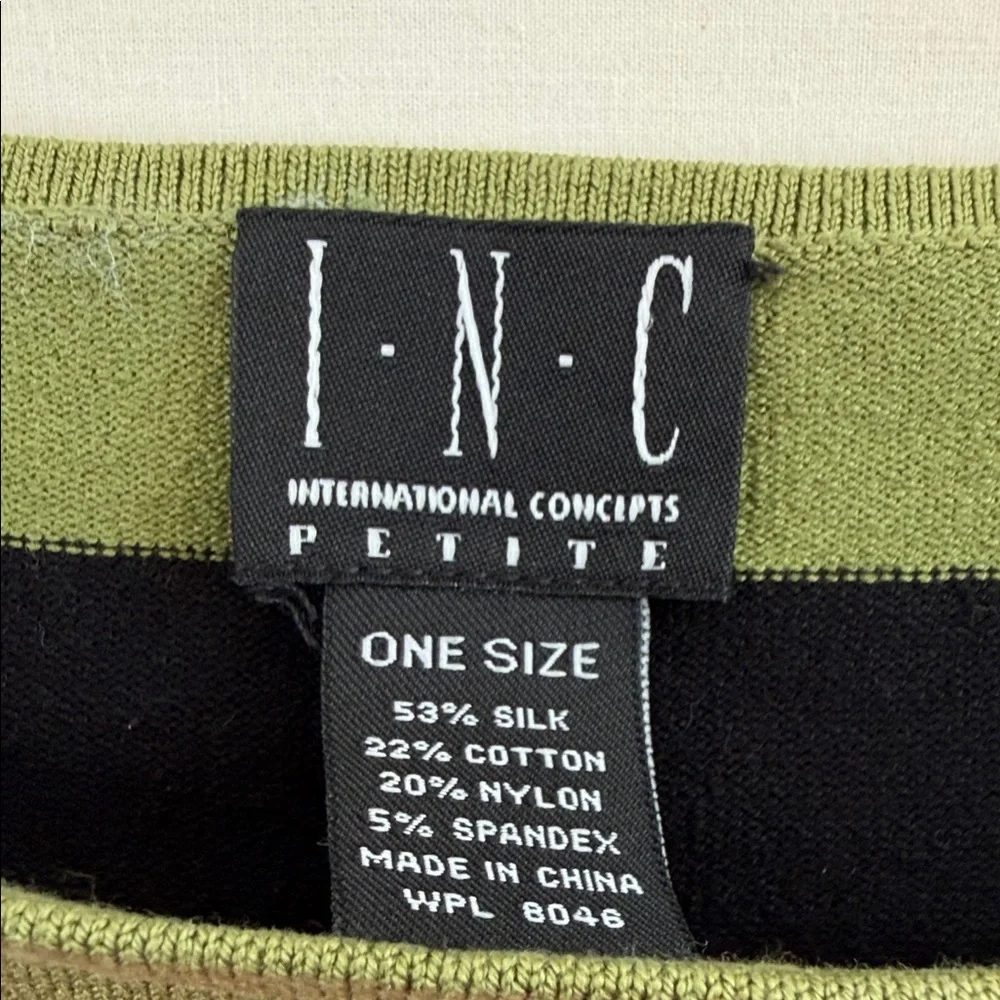 I·N·C
INTERNATIONAL CONCEPTS
PETITE
ONE SIZE
53% SILK
22% COTTON
20% NYLON
5% SPANDEX
MADE IN CHINA
WPL 8046